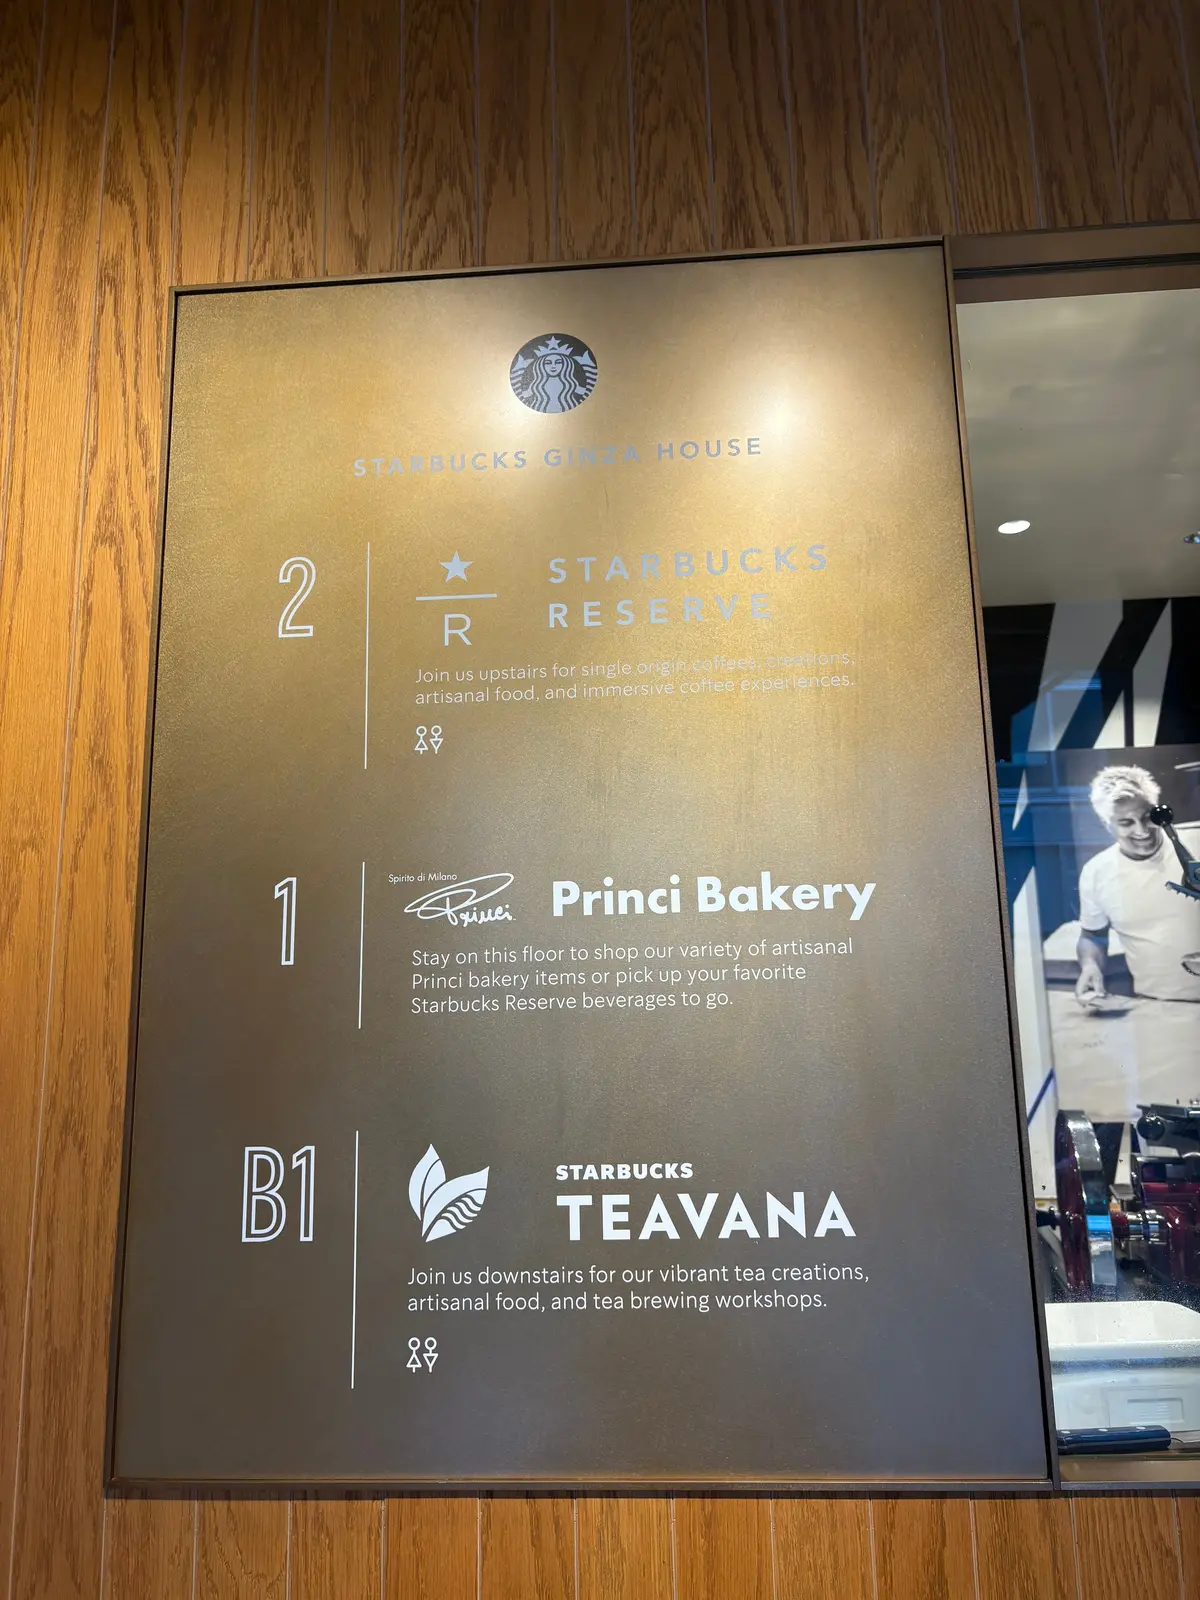 STARBUCKS GINZA HOUSE
2
R
STARBUCKS
RESERVE
Join us upstairs for single origin coffees, creations,
artisanal food, and immersive coffee experiences.
1
Spirito di Milano
Princi
Princi Bakery
Stay on this floor to shop our variety of artisanal
Princi bakery items or pick up your favorite
Starbucks Reserve beverages to go.
B1
STARBUCKS
TEAVANA
Join us downstairs for our vibrant tea creations,
artisanal food, and tea brewing workshops.